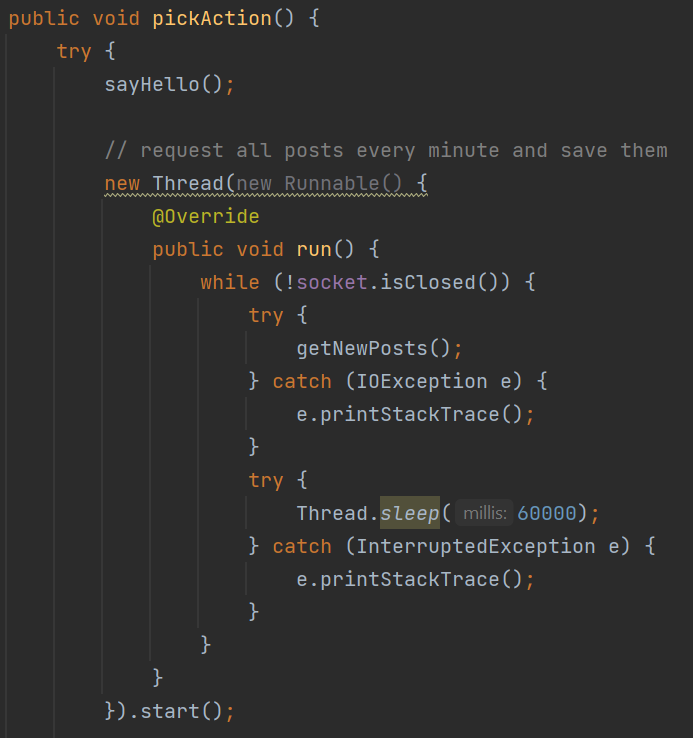 public void pickAction() {
try {
sayHello();
// request all posts every minute and save them
new Thread(new Runnable() {
@Override
public void run() {
while (!socket.isClosed()) {
try {
getNewPosts();
} catch (IOException e) {
e.printStackTrace();
}
try {
Thread.sleep( millis: 60000);
} catch (InterruptedException e) {
e.printStackTrace();
}
}
}
}).start();